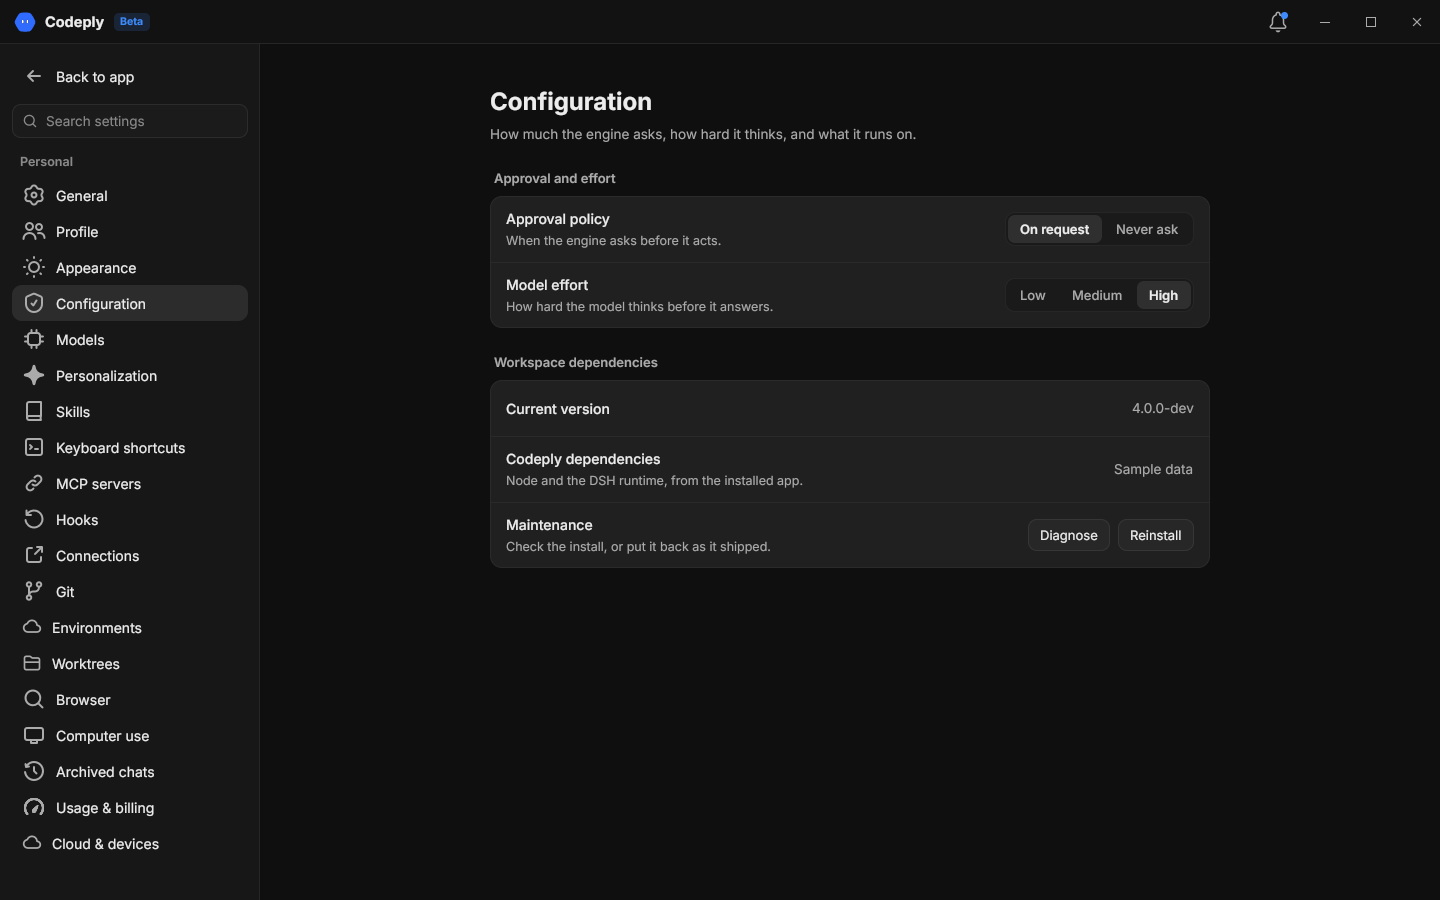 Codeply Beta
Back to app
Search settings
Personal
General
Profile
Appearance
Configuration
Models
Personalization
Skills
Keyboard shortcuts
MCP servers
Hooks
Connections
Git
Environments
Worktrees
Browser
Computer use
Archived chats
Usage & billing
Cloud & devices
Configuration
How much the engine asks, how hard it thinks, and what it runs on.
Approval and effort
Approval policy
When the engine asks before it acts.
On request Never ask
Model effort
How hard the model thinks before it answers.
Low Medium High
Workspace dependencies
Current version
4.0.0-dev
Codeply dependencies
Node and the DSH runtime, from the installed app.
Sample data
Maintenance
Check the install, or put it back as it shipped.
Diagnose Reinstall